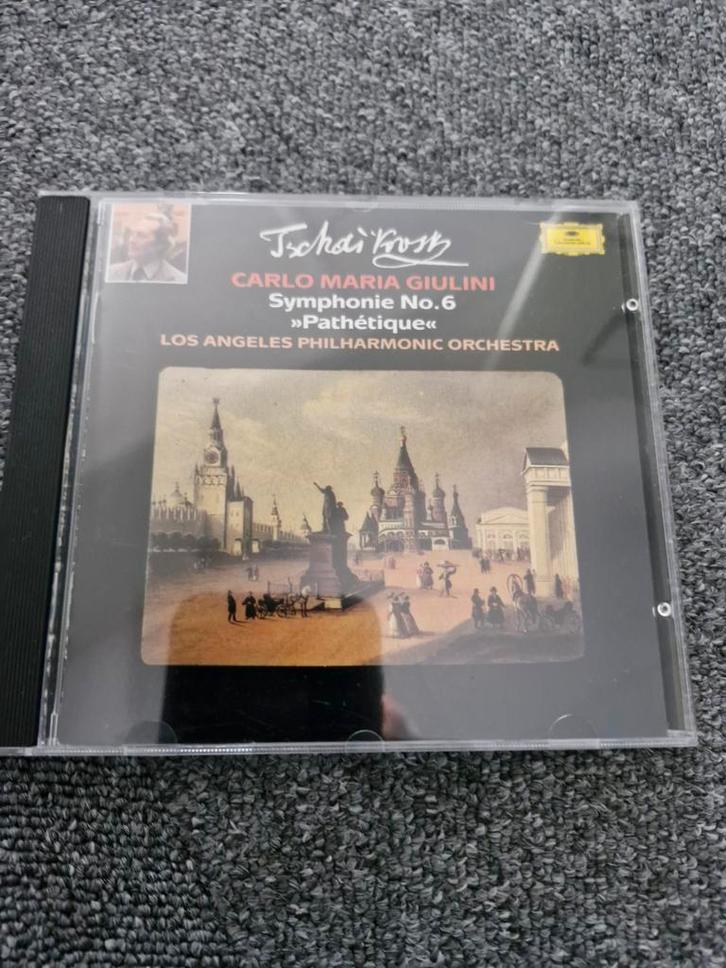 Tschaikowsky
CARLO MARIA GIULINI
Symphonie No. 6
»Pathétique«
LOS ANGELES PHILHARMONIC ORCHESTRA